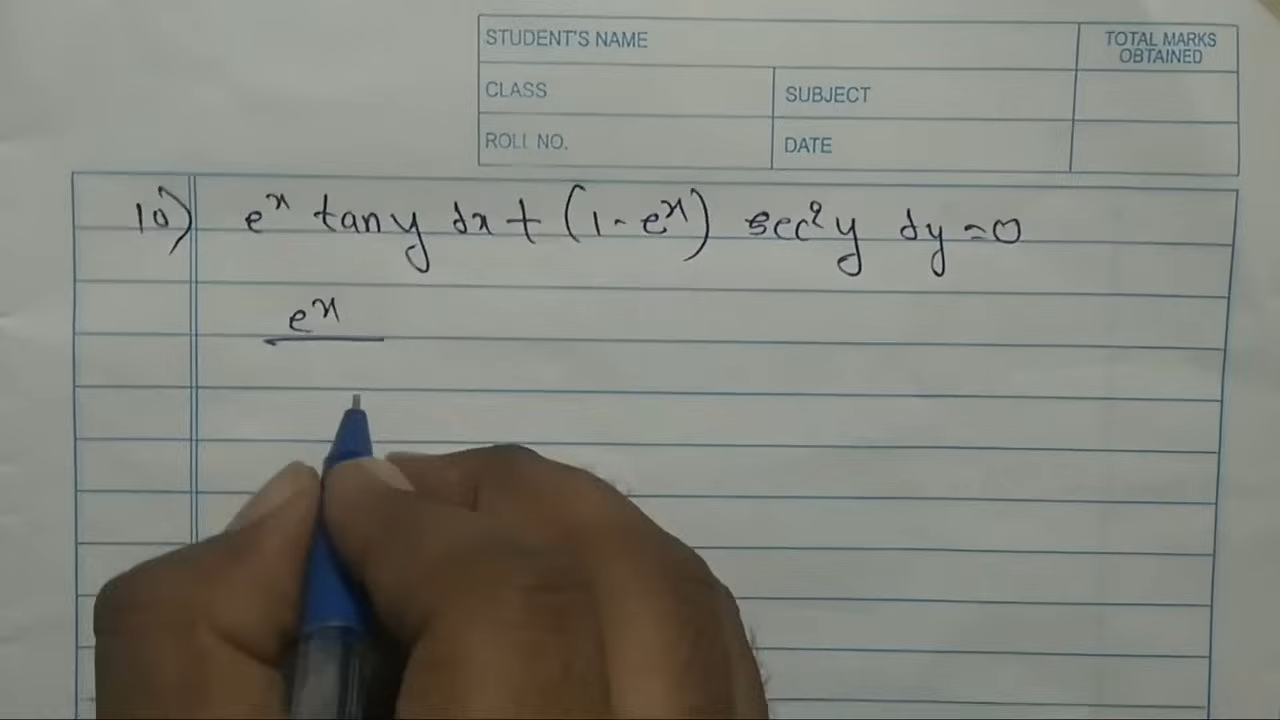 STUDENT'S NAME
TOTAL MARKS OBTAINED
CLASS
SUBJECT
ROLL NO.
DATE
10) eˣ tan y dx + (1 - eˣ) sec² y dy = 0
eˣ